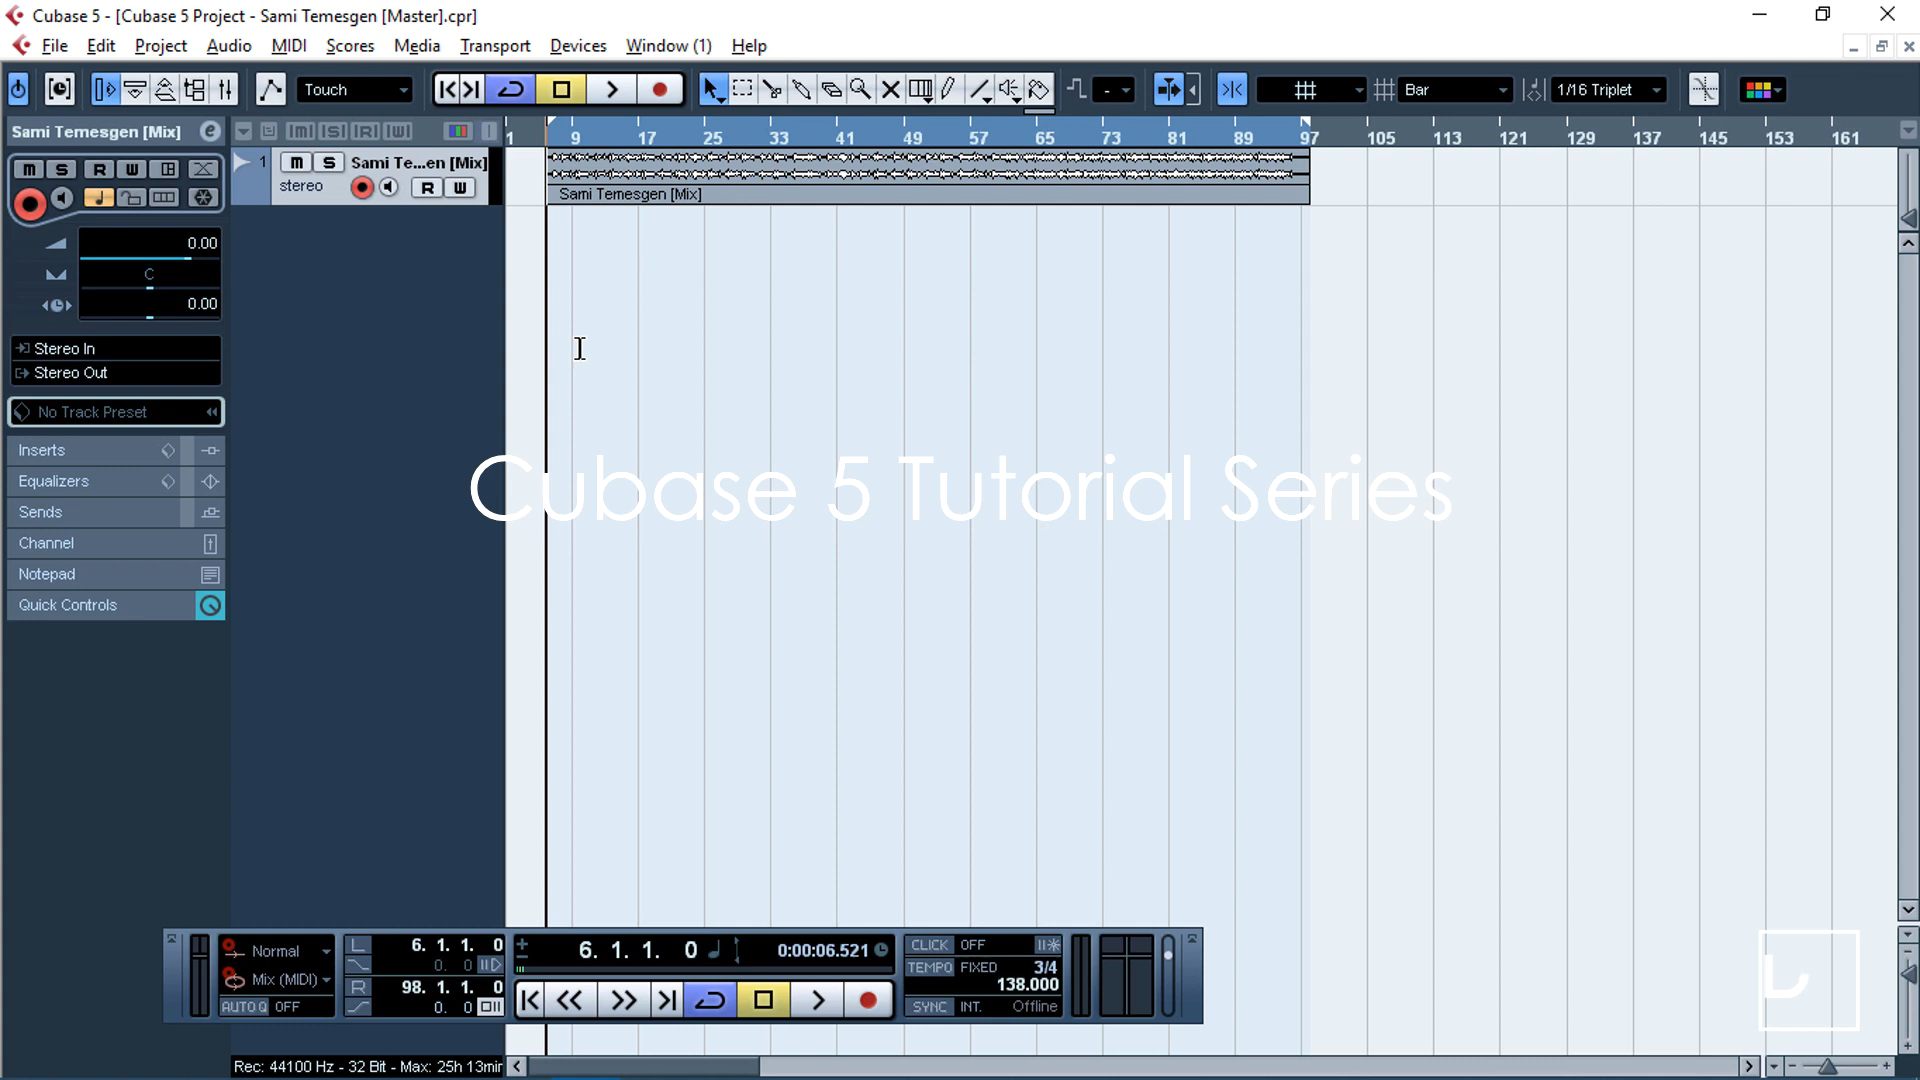 Cubase 5 - [Cubase 5 Project - Sami Temesgen [Master].cpr]
File Edit Project Audio MIDI Scores Media Transport Devices Window (1) Help
Touch - Bar 1/16 Triplet
Sami Temesgen [Mix] e M S R W 1 9 17 25 33 41 49 57 65 73 81 89 97 105 113 121 129 137 145 153 161
M S R W 1 M S Sami Te...en [Mix]
stereo R W
Sami Temesgen [Mix]
0.00
C
0.00
Stereo In
Stereo Out
No Track Preset
Inserts
Equalizers
Sends
Channel
Notepad
Quick Controls
Cubase 5 Tutorial Series
Normal L 6. 1. 1. 0 6. 1. 1. 0 0:00:06.521 CLICK OFF
0. 0
Mix (MIDI) TEMPO FIXED 3/4
R 98. 1. 1. 0 138.000
AUTO Q OFF 0. 0 SYNC INT. Offline
Rec: 44100 Hz - 32 Bit - Max: 25h 13mir